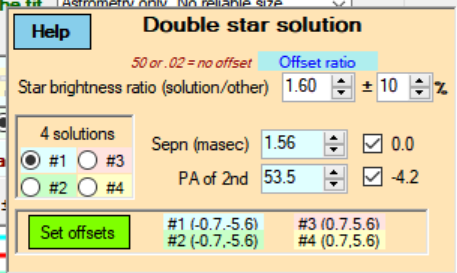 the fit Astrometry only. No reliable size
Help
Double star solution
50 or .02 = no offset Offset ratio
Star brightness ratio (solution/other) 1.60 ± 10 %
4 solutions
#1 #3
#2 #4
Sepn (masec) 1.56 0.0
PA of 2nd 53.5 -4.2
Set offsets
#1 (-0.7,-5.6) #3 (0.7,5.6)
#2 (-0.7,-5.6) #4 (0.7,5.6)